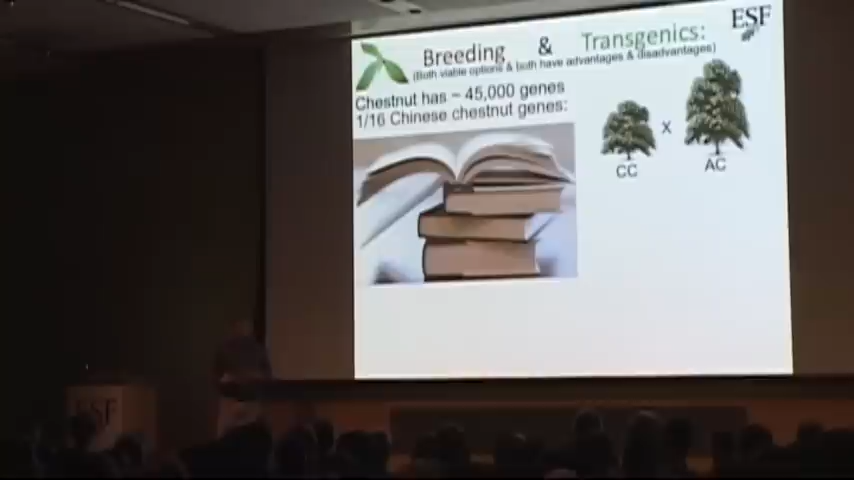 Breeding & Transgenics:
(Both viable options & both have advantages & disadvantages)
ESF
Chestnut has ~ 45,000 genes
1/16 Chinese chestnut genes:
X
CC
AC
ESF